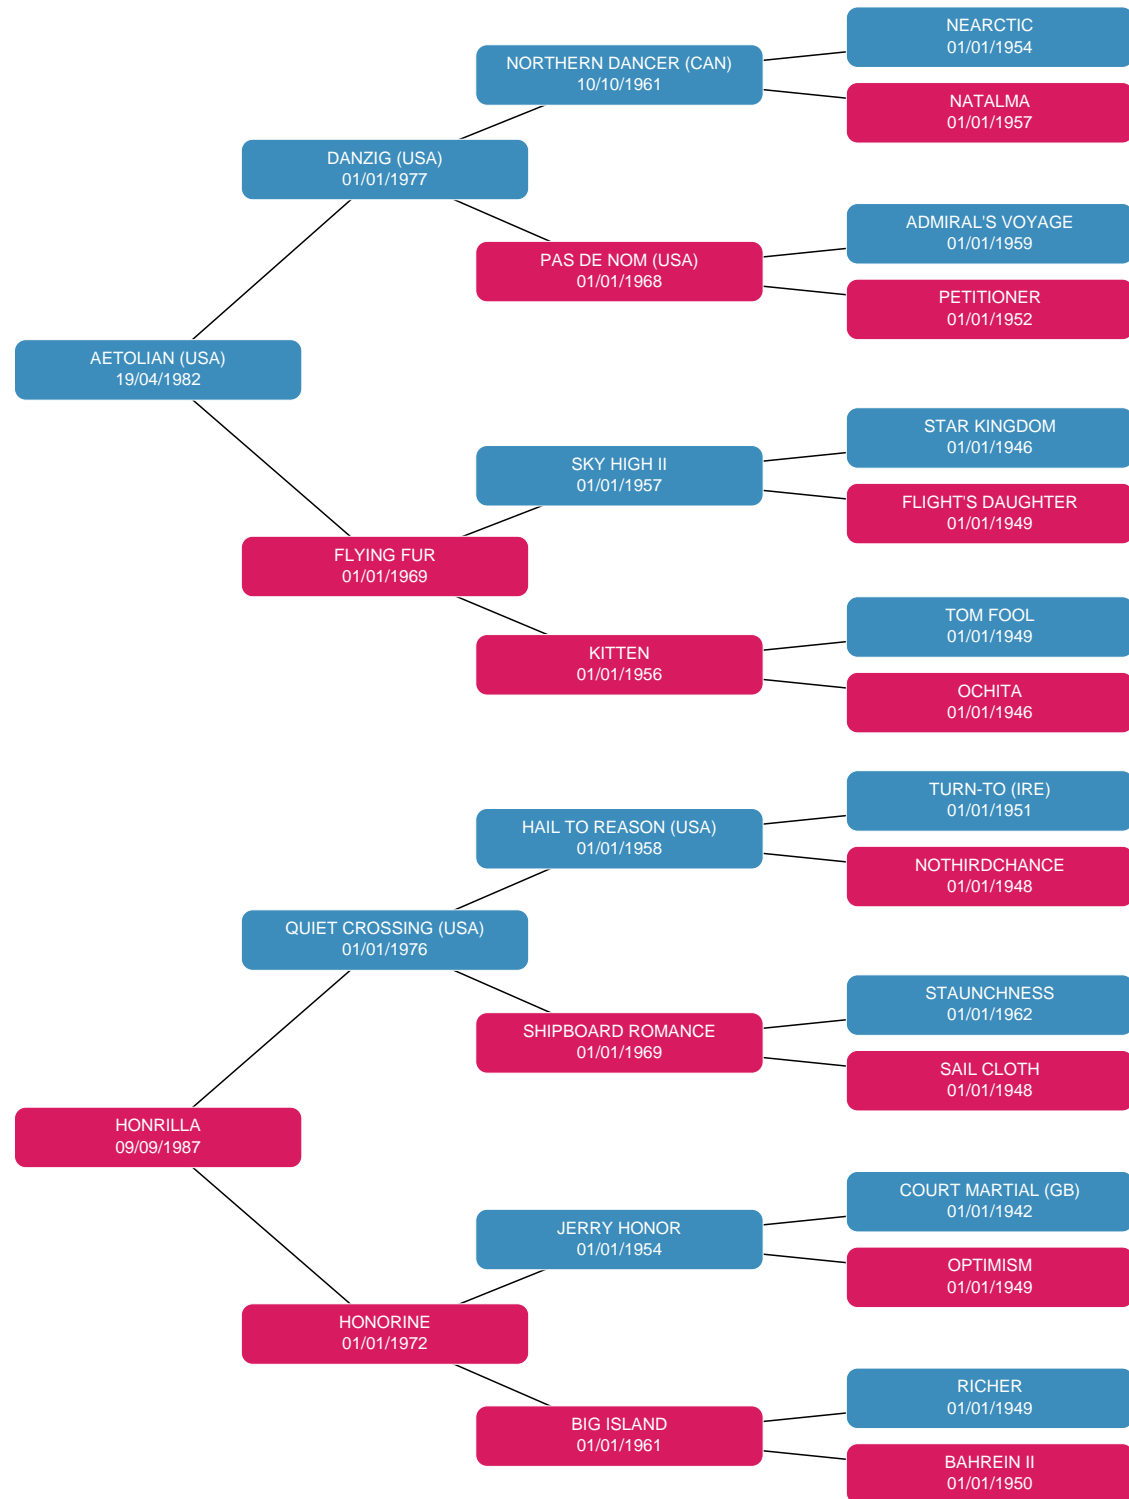 NEARCTIC
01/01/1954
NORTHERN DANCER (CAN)
10/10/1961
NATALMA
01/01/1957
DANZIG (USA)
01/01/1977
ADMIRAL'S VOYAGE
01/01/1959
PAS DE NOM (USA)
01/01/1968
PETITIONER
01/01/1952
AETOLIAN (USA)
19/04/1982
STAR KINGDOM
01/01/1946
SKY HIGH II
01/01/1957
FLIGHT'S DAUGHTER
01/01/1949
FLYING FUR
01/01/1969
TOM FOOL
01/01/1949
KITTEN
01/01/1956
OCHITA
01/01/1946
TURN-TO (IRE)
01/01/1951
HAIL TO REASON (USA)
01/01/1958
NOTHIRDCHANCE
01/01/1948
QUIET CROSSING (USA)
01/01/1976
STAUNCHNESS
01/01/1962
SHIPBOARD ROMANCE
01/01/1969
SAIL CLOTH
01/01/1948
HONRILLA
09/09/1987
COURT MARTIAL (GB)
01/01/1942
JERRY HONOR
01/01/1954
OPTIMISM
01/01/1949
HONORINE
01/01/1972
RICHER
01/01/1949
BIG ISLAND
01/01/1961
BAHREIN II
01/01/1950